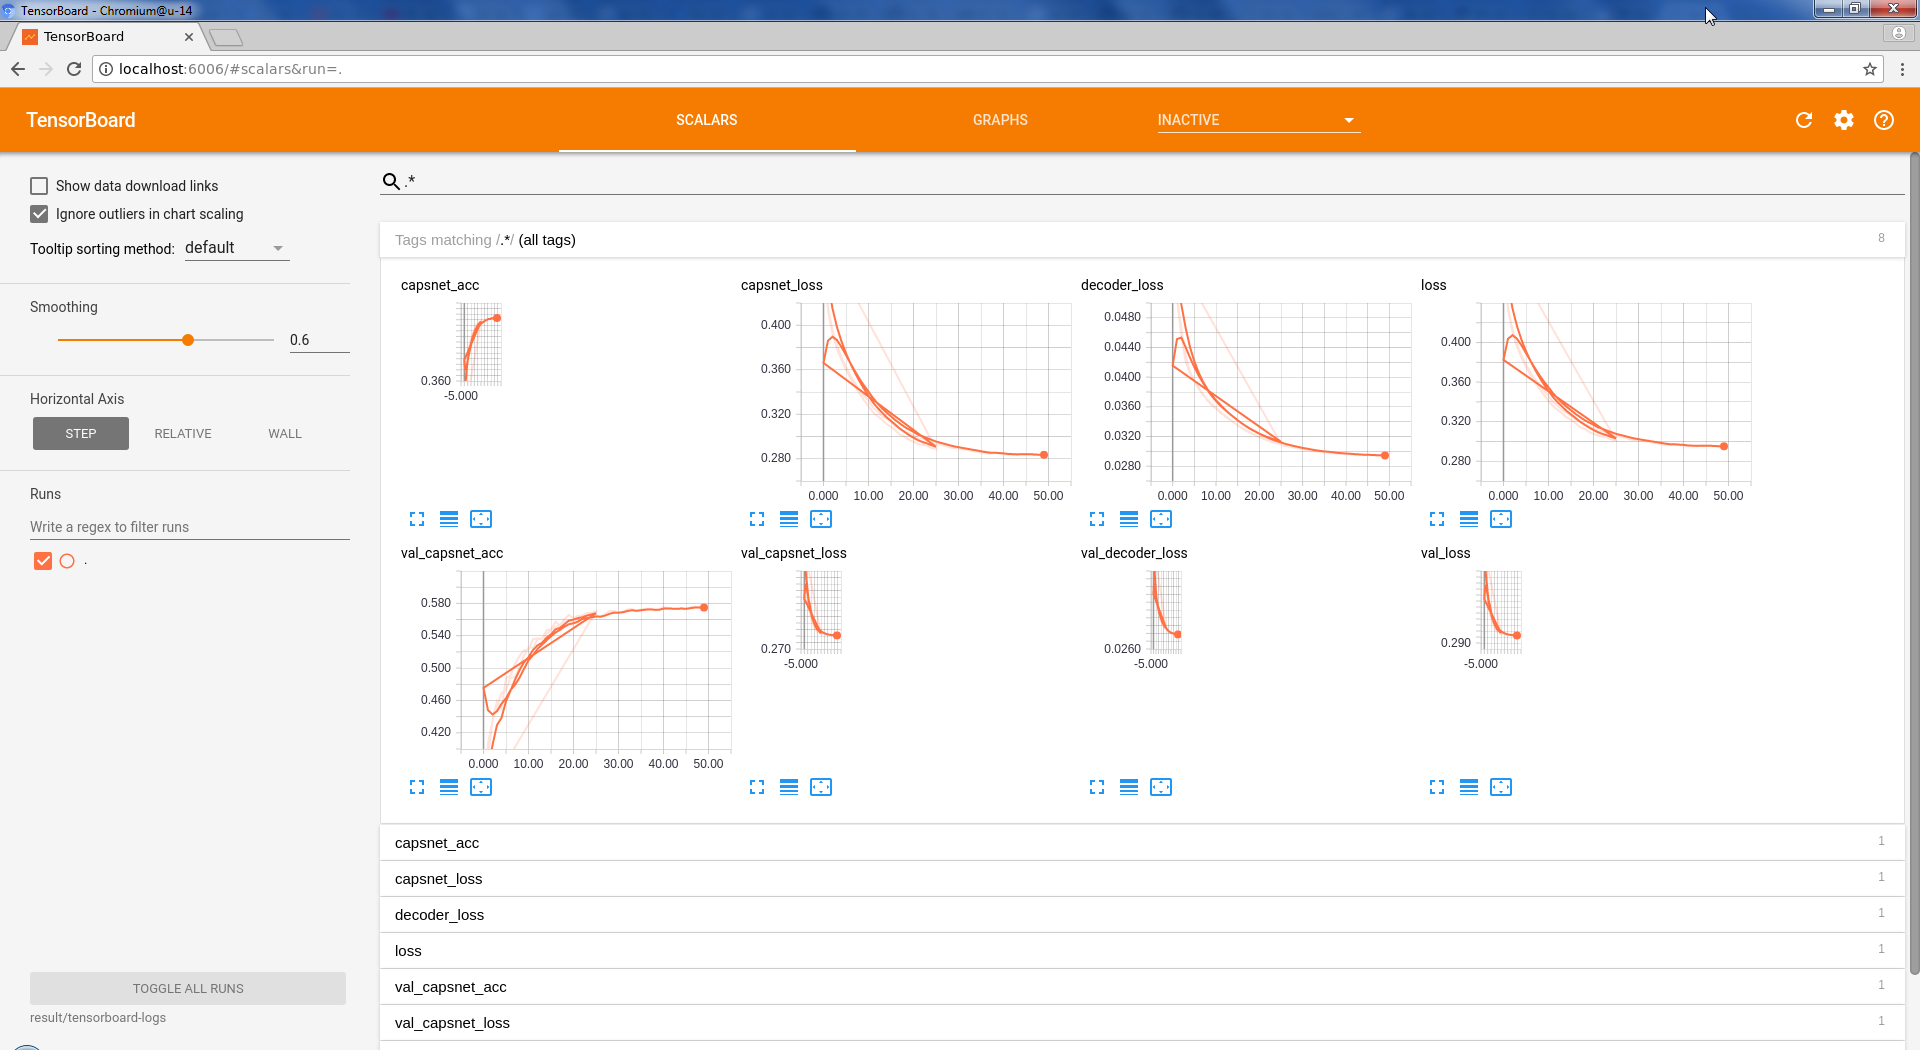 TensorBoard - Chromium@u-14
TensorBoard
localhost:6006/#scalars&run=.
TensorBoard
SCALARS
GRAPHS
INACTIVE
Show data download links
Ignore outliers in chart scaling
Tooltip sorting method: default
Smoothing
0.6
Horizontal Axis
STEP RELATIVE WALL
Runs
Write a regex to filter runs
.
TOGGLE ALL RUNS
result/tensorboard-logs
.*
Tags matching /.*/ (all tags) 8
capsnet_acc
0.360
-5.000
capsnet_loss
0.400
0.360
0.320
0.280
0.000 10.00 20.00 30.00 40.00 50.00
decoder_loss
0.0480
0.0440
0.0400
0.0360
0.0320
0.0280
0.000 10.00 20.00 30.00 40.00 50.00
loss
0.400
0.360
0.320
0.280
0.000 10.00 20.00 30.00 40.00 50.00
val_capsnet_acc
0.580
0.540
0.500
0.460
0.420
0.000 10.00 20.00 30.00 40.00 50.00
val_capsnet_loss
0.270
-5.000
val_decoder_loss
0.0260
-5.000
val_loss
0.290
-5.000
capsnet_acc 1
capsnet_loss 1
decoder_loss 1
loss 1
val_capsnet_acc 1
val_capsnet_loss 1